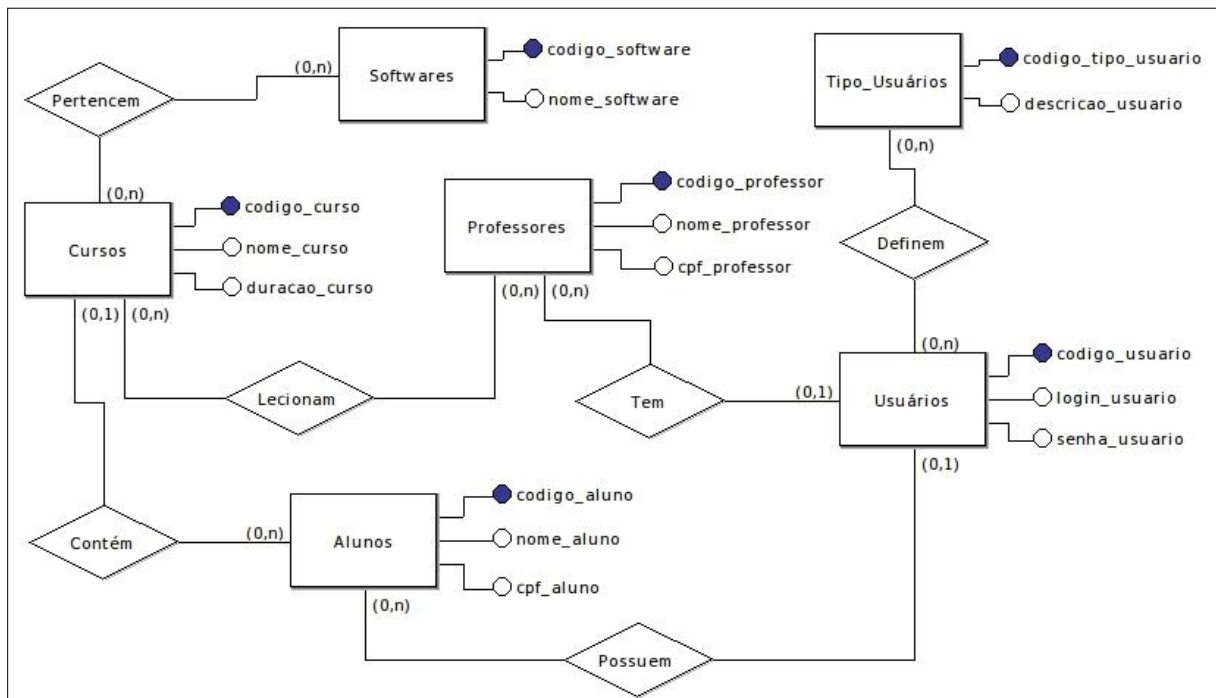 codigo_software
Softwares
nome_software
(0,n)
Pertencem
(0,n)
codigo_tipo_usuario
Tipo_Usuários
descricao_usuario
(0,n)
codigo_curso
Cursos
nome_curso
duracao_curso
(0,1)
(0,n)
codigo_professor
Professores
nome_professor
cpf_professor
(0,n)
(0,n)
Definem
(0,n)
Lecionam
Tem
(0,1)
codigo_usuario
Usuários
login_usuario
senha_usuario
(0,1)
Contém
(0,n)
codigo_aluno
Alunos
nome_aluno
cpf_aluno
(0,n)
Possuem